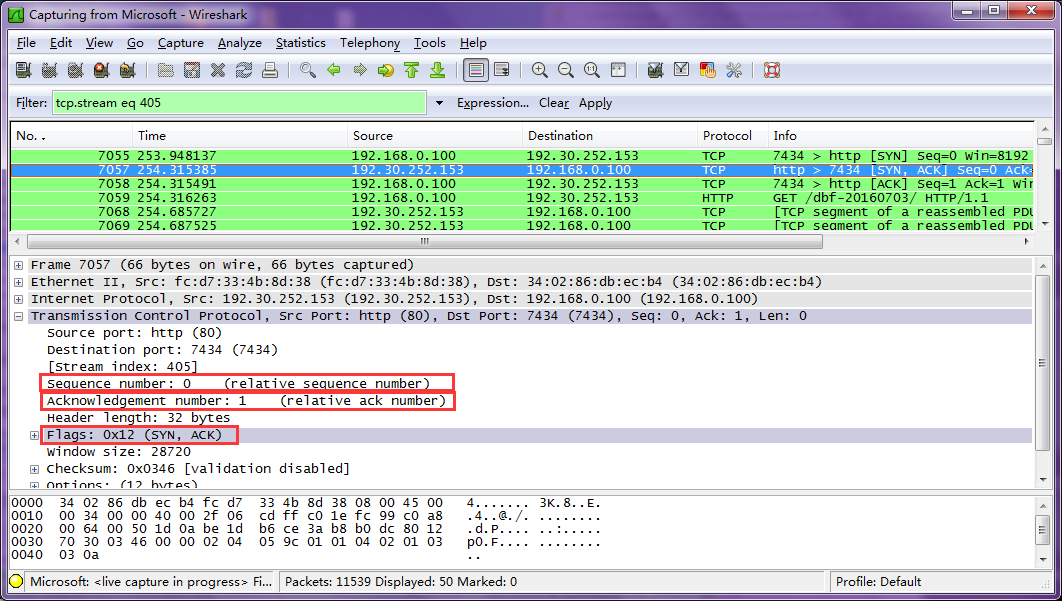 Capturing from Microsoft - Wireshark
File Edit View Go Capture Analyze Statistics Telephony Tools Help
Filter: tcp.stream eq 405 Expression... Clear Apply
No. . Time Source Destination Protocol Info
7055 253.948137 192.168.0.100 192.30.252.153 TCP 7434 > http [SYN] Seq=0 Win=8192
7057 254.315385 192.30.252.153 192.168.0.100 TCP http > 7434 [SYN, ACK] Seq=0 Ack=
7058 254.315491 192.168.0.100 192.30.252.153 TCP 7434 > http [ACK] Seq=1 Ack=1 Wir
7059 254.316263 192.168.0.100 192.30.252.153 HTTP GET /dbf-20160703/ HTTP/1.1
7068 254.685727 192.30.252.153 192.168.0.100 TCP [TCP segment of a reassembled PDU
7069 254.687525 192.30.252.153 192.168.0.100 TCP [TCP segment of a reassembled PDU
Frame 7057 (66 bytes on wire, 66 bytes captured)
Ethernet II, Src: fc:d7:33:4b:8d:38 (fc:d7:33:4b:8d:38), Dst: 34:02:86:db:ec:b4 (34:02:86:db:ec:b4)
Internet Protocol, Src: 192.30.252.153 (192.30.252.153), Dst: 192.168.0.100 (192.168.0.100)
Transmission Control Protocol, Src Port: http (80), Dst Port: 7434 (7434), Seq: 0, Ack: 1, Len: 0
Source port: http (80)
Destination port: 7434 (7434)
[Stream index: 405]
Sequence number: 0 (relative sequence number)
Acknowledgement number: 1 (relative ack number)
Header length: 32 bytes
Flags: 0x12 (SYN, ACK)
Window size: 28720
Checksum: 0x0346 [validation disabled]
Options: (12 bytes)
0000 34 02 86 db ec b4 fc d7 33 4b 8d 38 08 00 45 00 4....... 3K.8..E.
0010 00 34 00 00 40 00 2f 06 cd ff c0 1e fc 99 c0 a8 .4..@./. ........
0020 00 64 00 50 1d 0a be 1d b6 ce 3a b8 b0 dc 80 12 .d.P.... ..:.....
0030 70 30 03 46 00 00 02 04 05 9c 01 01 04 02 01 03 p0.F.... ........
0040 03 0a ..
Microsoft: <live capture in progress> Fi... Packets: 11539 Displayed: 50 Marked: 0 Profile: Default